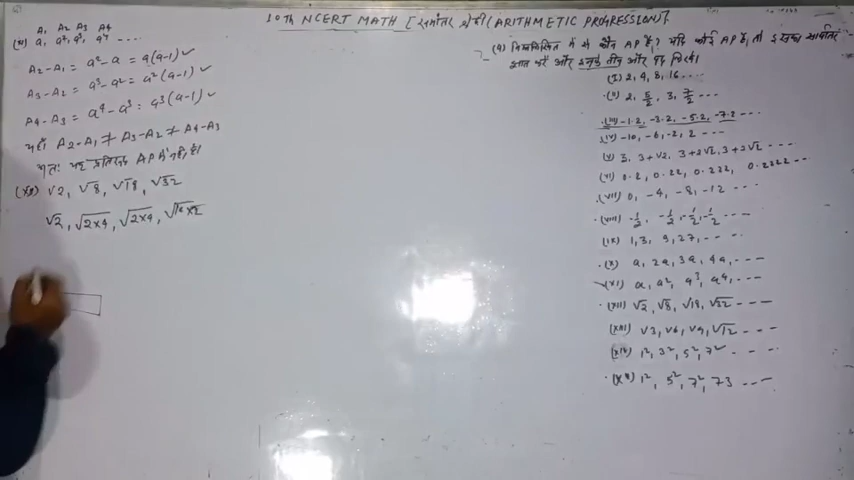 10th NCERT MATH [समांतर श्रेढ़ी (ARITHMETIC PROGRESSION)]
A₁ A₂ A₃ A₄
(xi) a, a², a³, a⁴ ....
A₂-A₁ = a²-a = a(a-1) ✓
A₃-A₂ = a³-a² = a²(a-1) ✓
A₄-A₃ = a⁴-a³ = a³(a-1) ✓
यहाँ A₂-A₁ ≠ A₃-A₂ ≠ A₄-A₃
अतः यह AP नहीं है।
(xii) √2, √8, √18, √32
√2, √2×4, √2×9, √16×2
(4) निम्नलिखित में से कौन AP है? यदि कोई AP है, तो इसका सार्वअंतर
ज्ञात करें और इनके तीन और पद लिखें।
(I) 2, 4, 8, 16 ....
(ii) 2, 5/2, 3, 7/2 ---
(iii) -1.2, -3.2, -5.2, -7.2 ---
(iv) -10, -6, -2, 2 ---
(v) 3, 3+√2, 3+2√2, 3+3√2 ----
(vi) 0.2, 0.22, 0.222, 0.2222 ---
(vii) 0, -4, -8, -12 ---
(viii) -1/2, -1/2, -1/2, -1/2 ---
(ix) 1, 3, 9, 27, ----
(x) a, 2a, 3a, 4a, ---
(xi) a, a², a³, a⁴, ---
(xii) √2, √8, √18, √32 ----
(xiii) √3, √6, √9, √12 ----
(xiv) 1², 3², 5², 7² - - -
(xv) 1², 5², 7², 73 ---